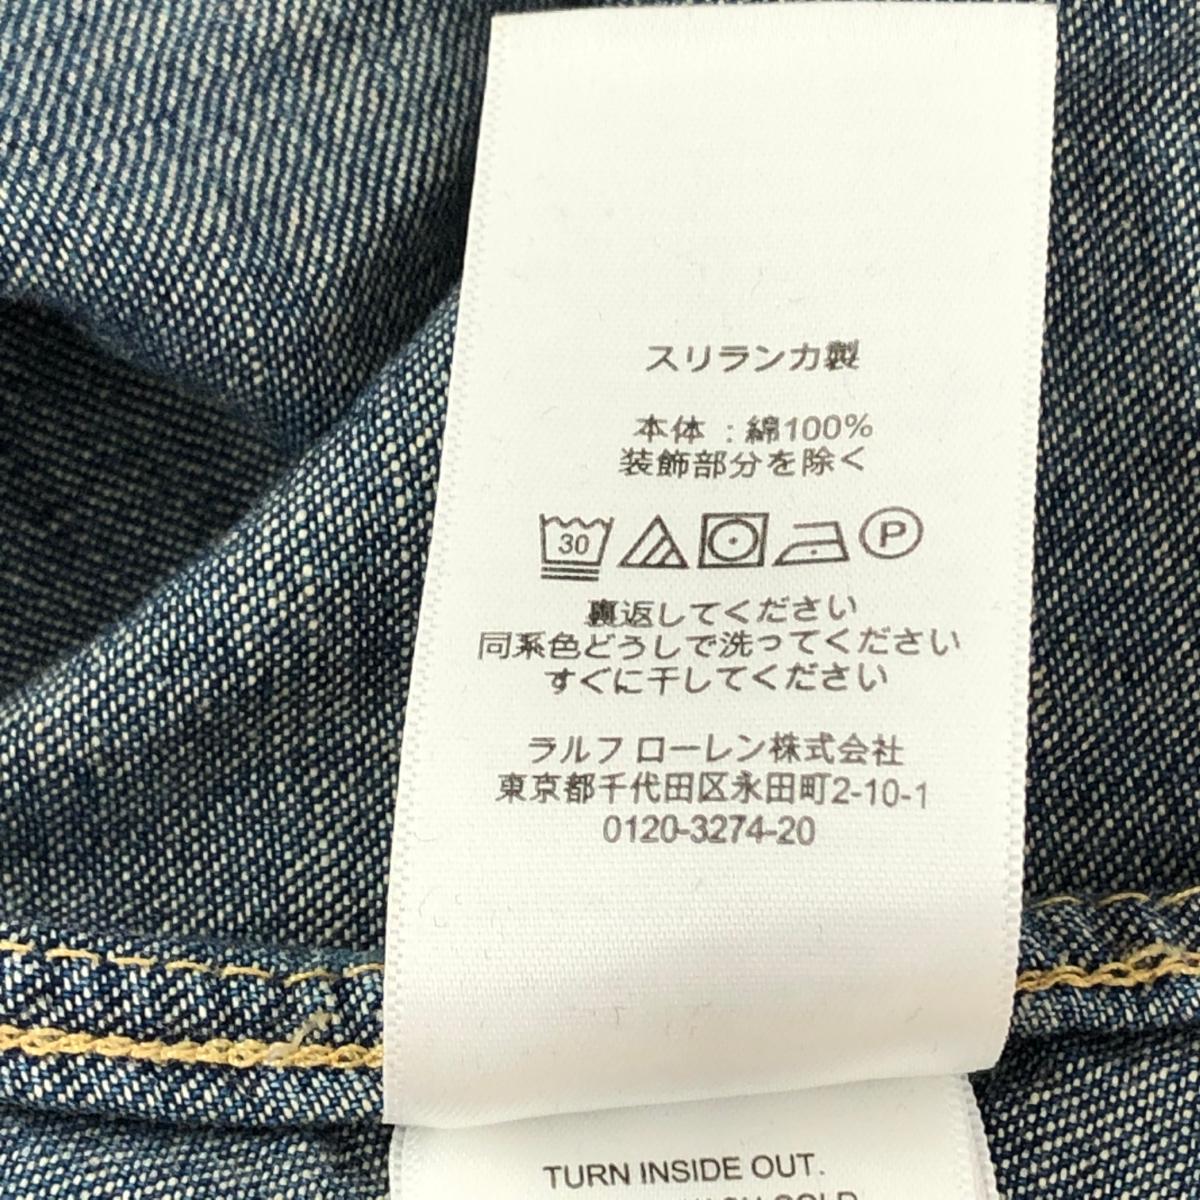 スリランカ製
本体 : 綿100%
装飾部分を除く
30 P
裏返してください
同系色どうしで洗ってください
すぐに干してください
ラルフ ローレン株式会社
東京都千代田区永田町2-10-1
0120-3274-20
TURN INSIDE OUT.
COLD